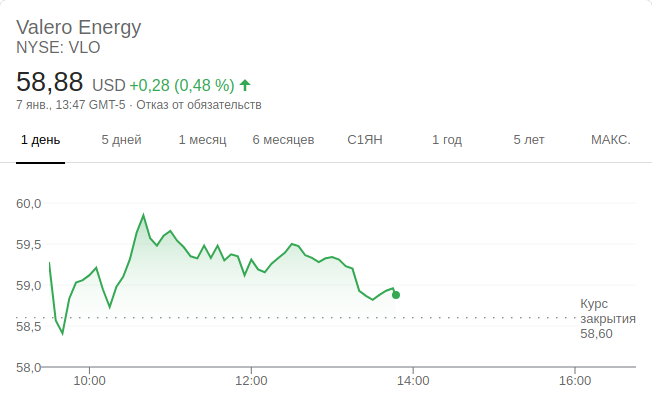 Valero Energy
NYSE: VLO
58,88 USD +0,28 (0,48 %)
7 янв., 13:47 GMT-5 · Отказ от обязательств
1 день 5 дней 1 месяц 6 месяцев С1ЯН 1 год 5 лет МАКС.
60,0
59,5
59,0
58,5
58,0
Курс
закрытия
58,60
10:00 12:00 14:00 16:00